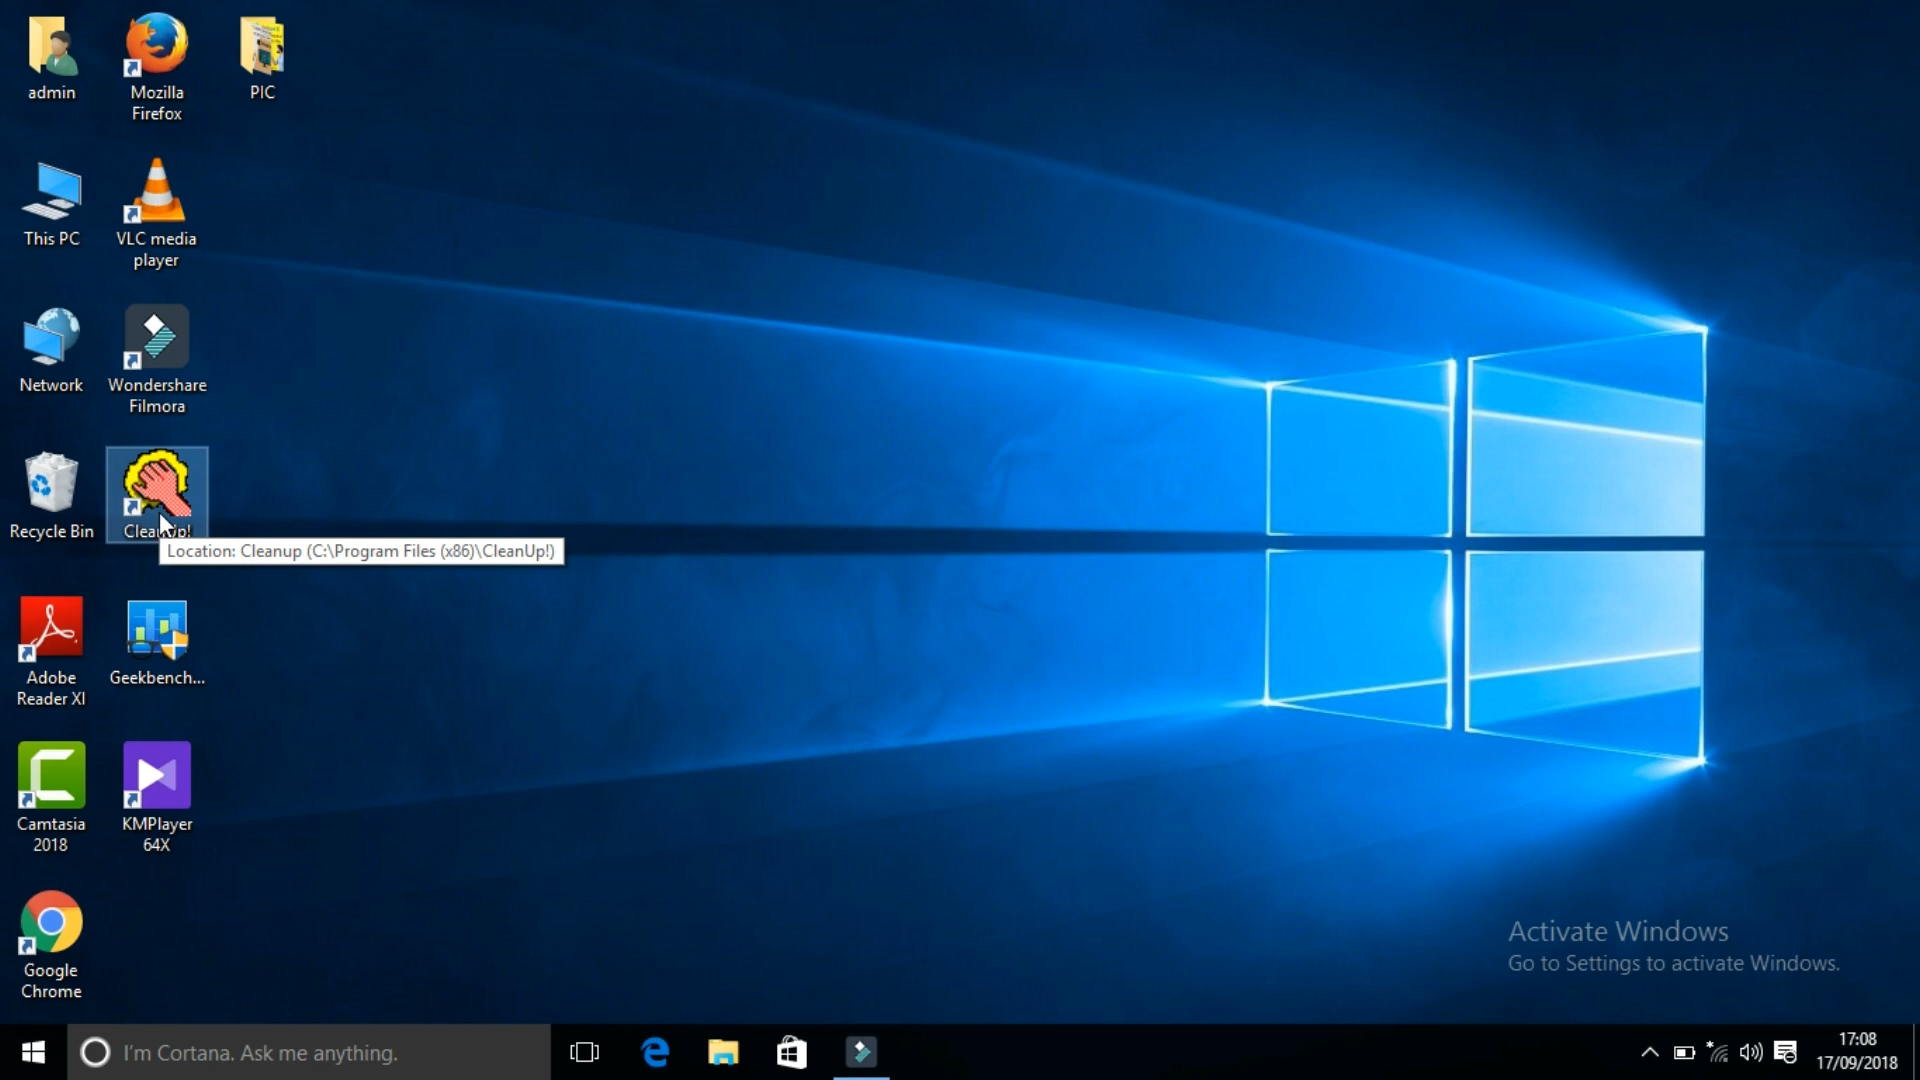 admin
Mozilla
Firefox
PIC
This PC
VLC media
player
Network
Wondershare
Filmora
Recycle Bin
Location: Cleanup (C:\Program Files (x86)\CleanUp!)
Adobe
Reader XI
Geekbench...
Camtasia
2018
KMPlayer
64X
Google
Chrome
Activate Windows
Go to Settings to activate Windows.
I'm Cortana. Ask me anything.
17:08
17/09/2018